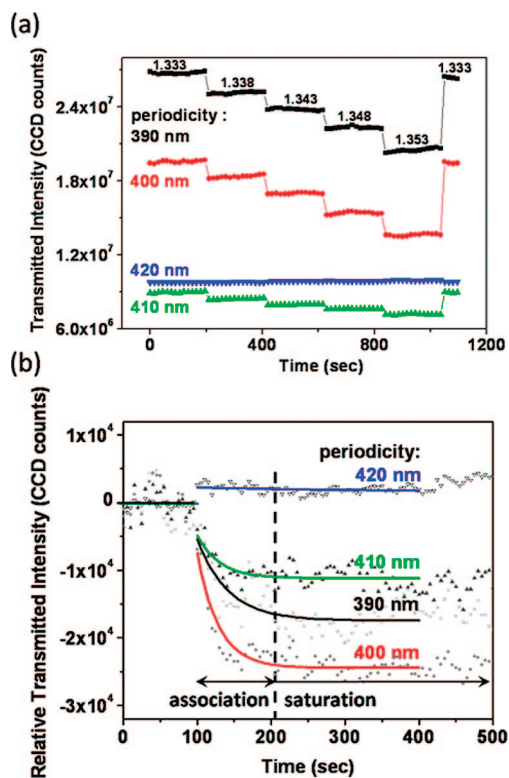 (a)
Transmitted Intensity (CCD counts)
2.4x10⁷
1.8x10⁷
1.2x10⁷
6.0x10⁶
1.333
1.338
1.343
1.348
1.353
1.333
periodicity :
390 nm
400 nm
420 nm
410 nm
0 400 800 1200
Time (sec)
(b)
Relative Transmitted Intensity (CCD counts)
1x10⁴
0
-1x10⁴
-2x10⁴
-3x10⁴
periodicity:
420 nm
410 nm
390 nm
400 nm
association saturation
0 100 200 300 400 500
Time (sec)